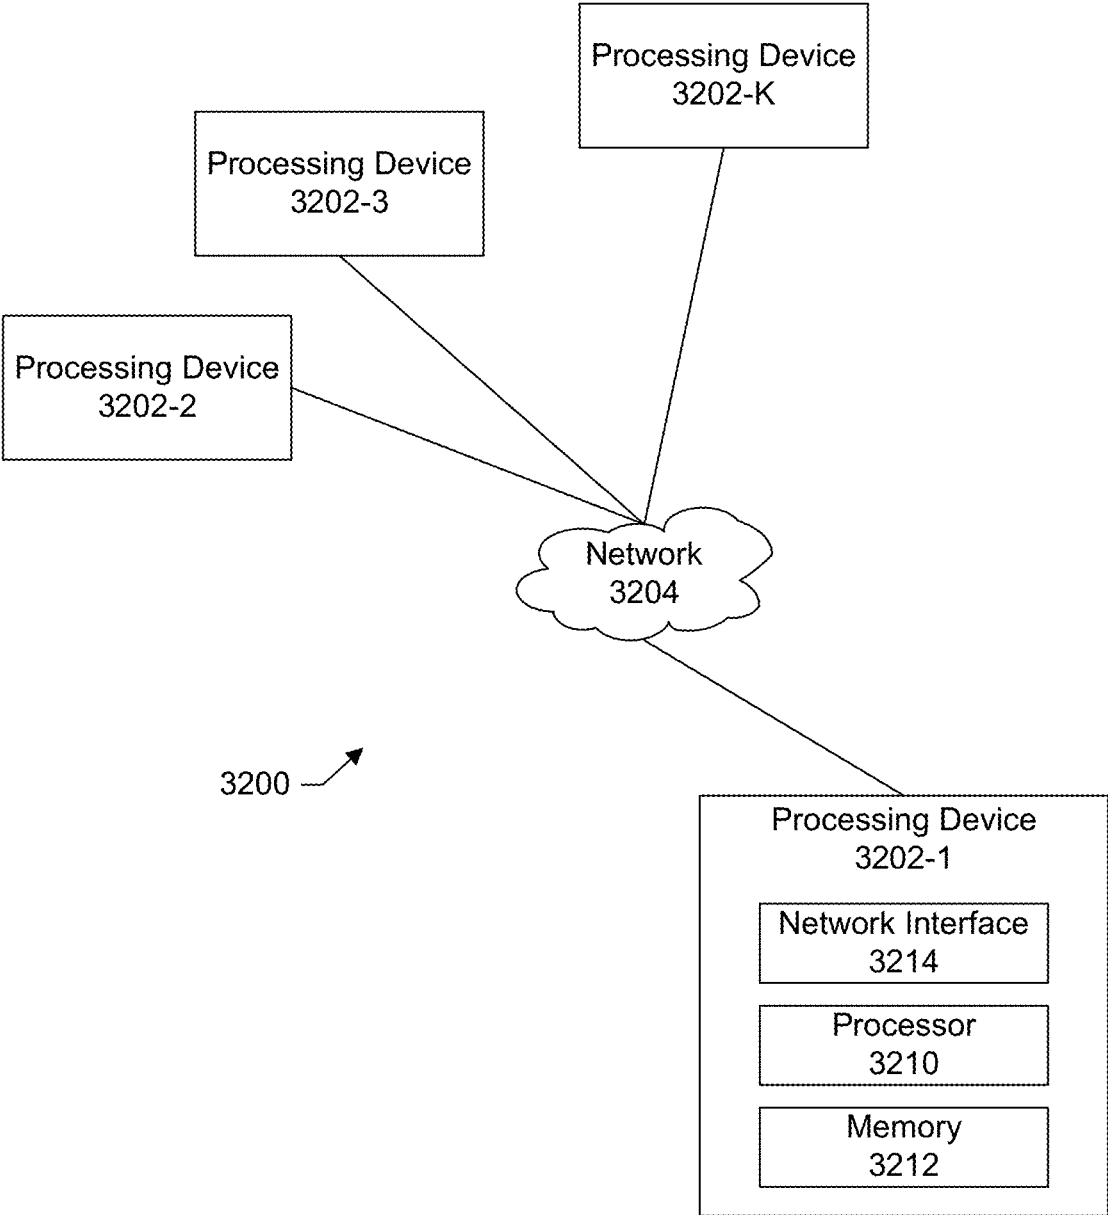 Processing Device
3202-K
Processing Device
3202-3
Processing Device
3202-2
Network
3204
3200
Processing Device
3202-1
Network Interface
3214
Processor
3210
Memory
3212